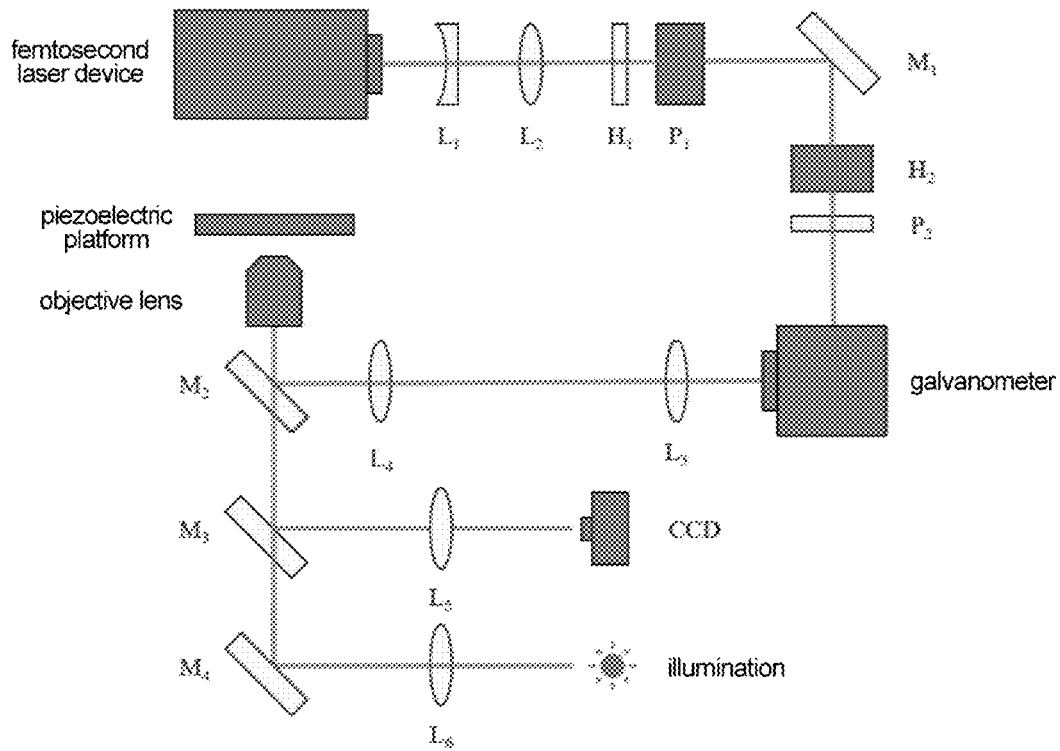 femtosecond
laser device
L₁
L₂
H₁
P₁
M₁
H₂
P₂
piezoelectric
platform
objective lens
M₂
L₄
L₃
galvanometer
M₃
L₅
CCD
M₄
L₆
illumination